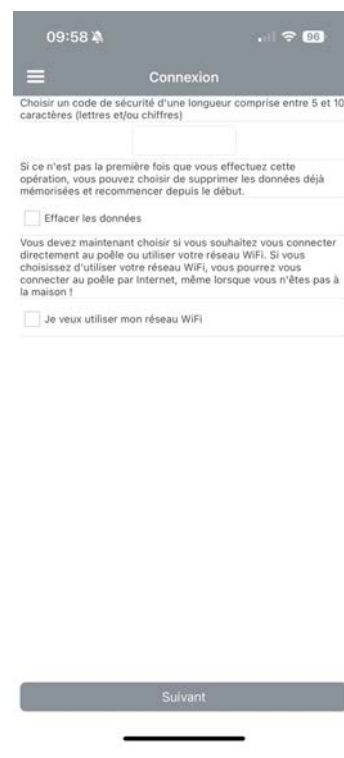 09:58
96
Connexion
Choisir un code de sécurité d'une longueur comprise entre 5 et 10
caractères (lettres et/ou chiffres)
Si ce n'est pas la première fois que vous effectuez cette
opération, vous pouvez choisir de supprimer les données déjà
mémorisées et recommencer depuis le début.
Effacer les données
Vous devez maintenant choisir si vous souhaitez vous connecter
directement au poêle ou utiliser votre réseau WiFi. Si vous
choisissez d'utiliser votre réseau WiFi, vous pourrez vous
connecter au poêle par Internet, même lorsque vous n'êtes pas à
la maison !
Je veux utiliser mon réseau WiFi
Suivant